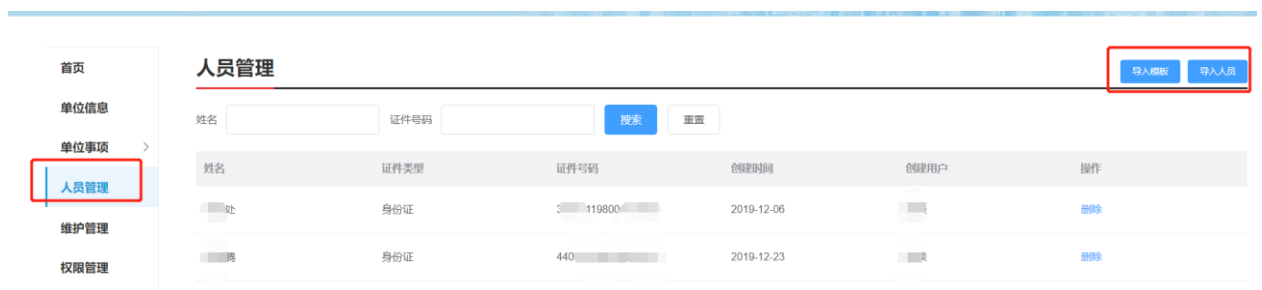 首页
单位信息
单位事项
人员管理
维护管理
权限管理
人员管理
导入模板 导入人员
姓名 证件号码 搜索 重置
姓名 证件类型 证件号码 创建时间 创建用户 操作
处 身份证 119800 2019-12-06 删除
身份证 440 2019-12-23 删除